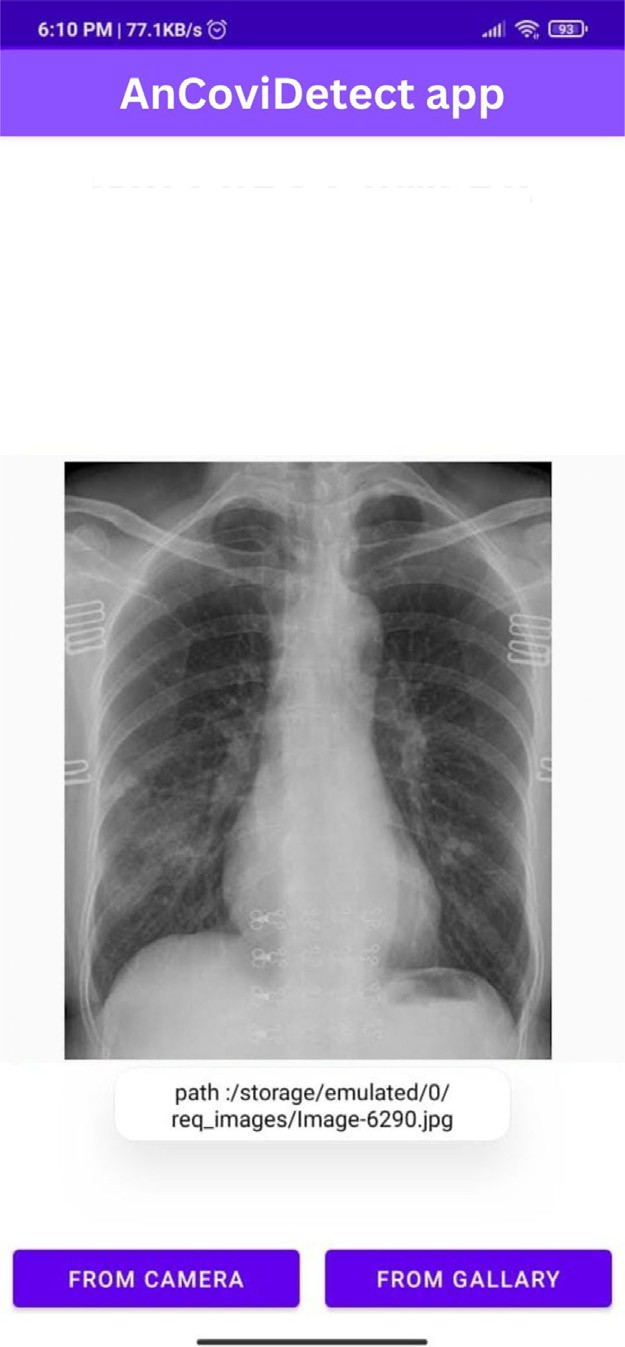 6:10 PM | 77.1KB/s
93
AnCoviDetect app
path :/storage/emulated/0/
req_images/Image-6290.jpg
FROM CAMERA
FROM GALLARY